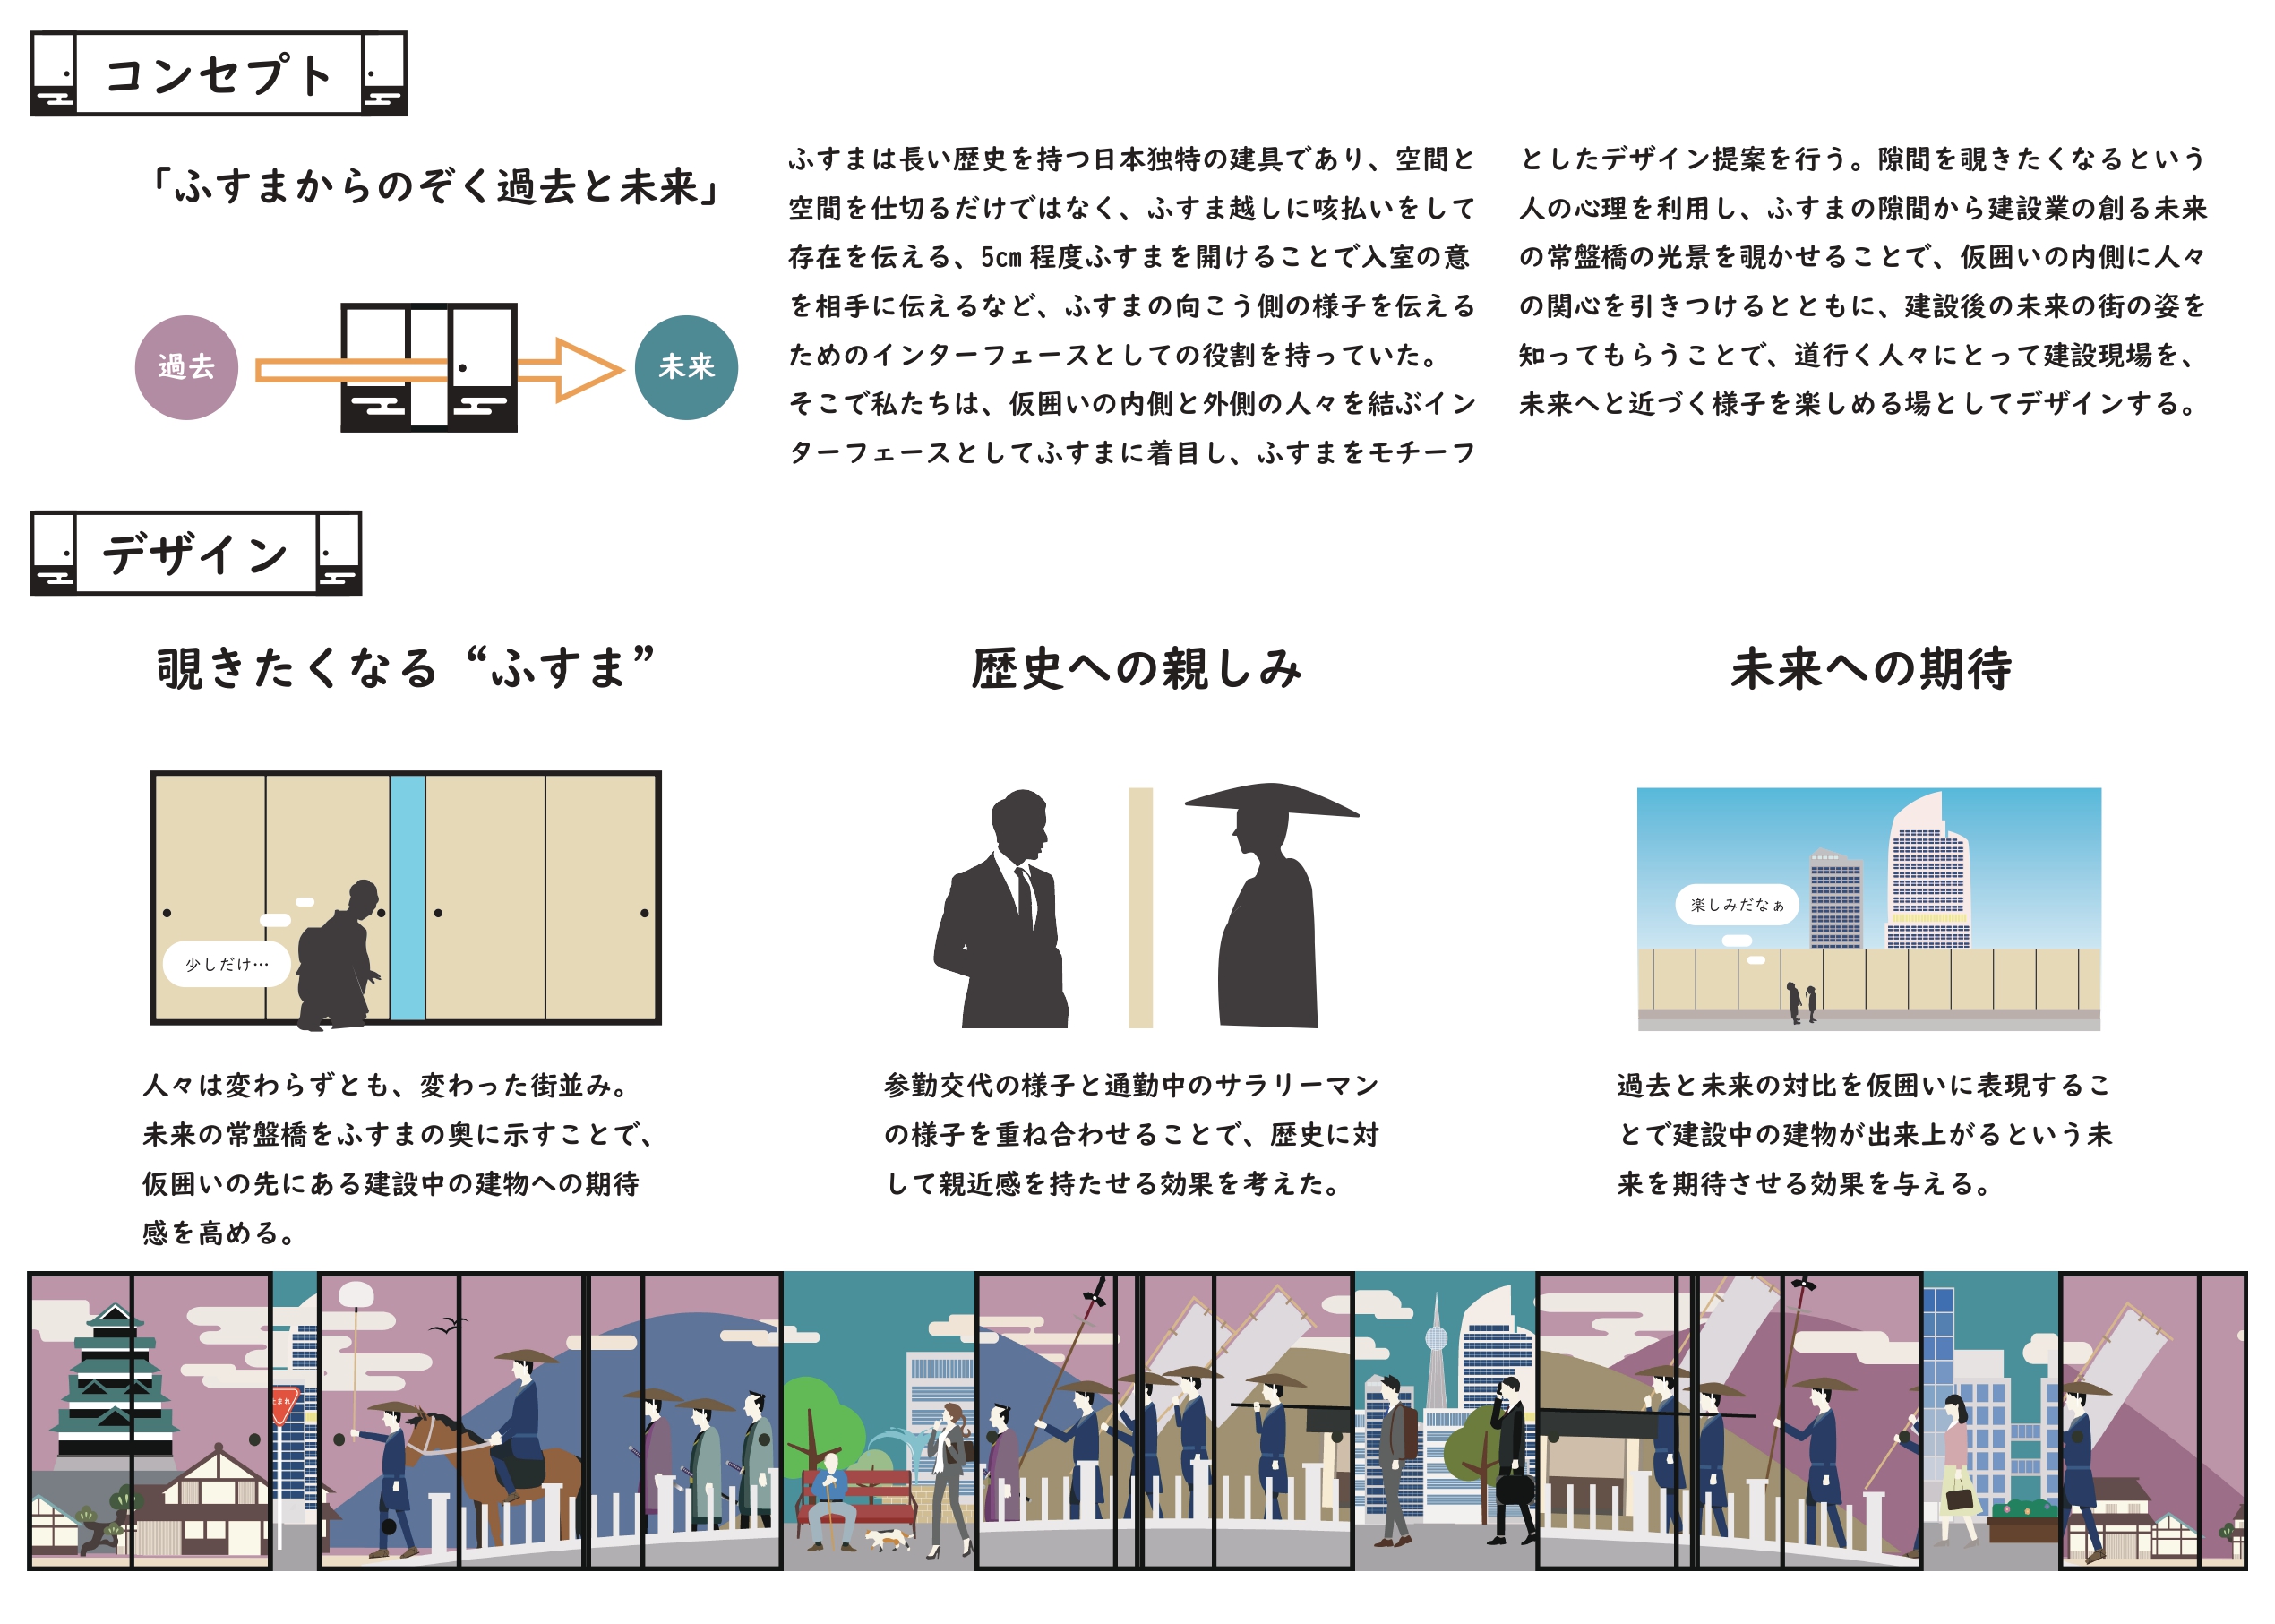 コンセプト
「ふすまからのぞく過去と未来」
過去
未来
ふすまは長い歴史を持つ日本独特の建具であり、空間と
空間を仕切るだけではなく、ふすま越しに咳払いをして
存在を伝える、5cm 程度ふすまを開けることで入室の意
を相手に伝えるなど、ふすまの向こう側の様子を伝える
ためのインターフェースとしての役割を持っていた。
そこで私たちは、仮囲いの内側と外側の人々を結ぶイン
ターフェースとしてふすまに着目し、ふすまをモチーフ
としたデザイン提案を行う。隙間を覗きたくなるという
人の心理を利用し、ふすまの隙間から建設業の創る未来
の常盤橋の光景を覗かせることで、仮囲いの内側に人々
の関心を引きつけるとともに、建設後の未来の街の姿を
知ってもらうことで、道行く人々にとって建設現場を、
未来へと近づく様子を楽しめる場としてデザインする。
デザイン
覗きたくなる“ふすま”
少しだけ…
人々は変わらずとも、変わった街並み。
未来の常盤橋をふすまの奥に示すことで、
仮囲いの先にある建設中の建物への期待
感を高める。
歴史への親しみ
参勤交代の様子と通勤中のサラリーマン
の様子を重ね合わせることで、歴史に対
して親近感を持たせる効果を考えた。
未来への期待
楽しみだなぁ
過去と未来の対比を仮囲いに表現するこ
とで建設中の建物が出来上がるという未
来を期待させる効果を与える。
まれ